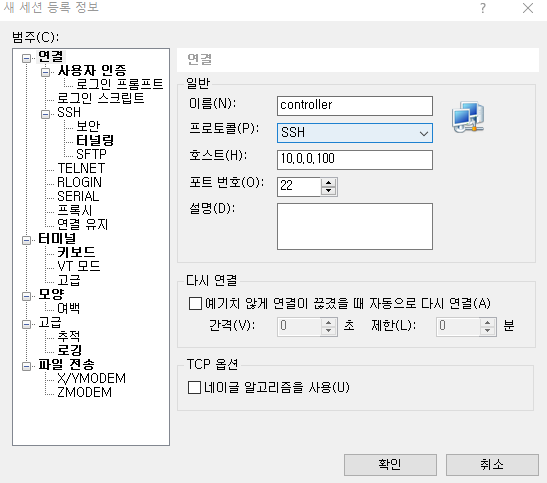 새 세션 등록 정보
?
범주(C):
연결
사용자 인증
로그인 프롬프트
로그인 스크립트
SSH
보안
터널링
SFTP
TELNET
RLOGIN
SERIAL
프록시
연결 유지
터미널
키보드
VT 모드
고급
모양
여백
고급
추적
로깅
파일 전송
X/YMODEM
ZMODEM
연결
일반
이름(N): controller
프로토콜(P): SSH
호스트(H): 10,0,0,100
포트 번호(O): 22
설명(D):
다시 연결
예기치 않게 연결이 끊겼을 때 자동으로 다시 연결(A)
간격(V): 0 초 제한(L): 0 분
TCP 옵션
네이글 알고리즘을 사용(U)
확인 취소